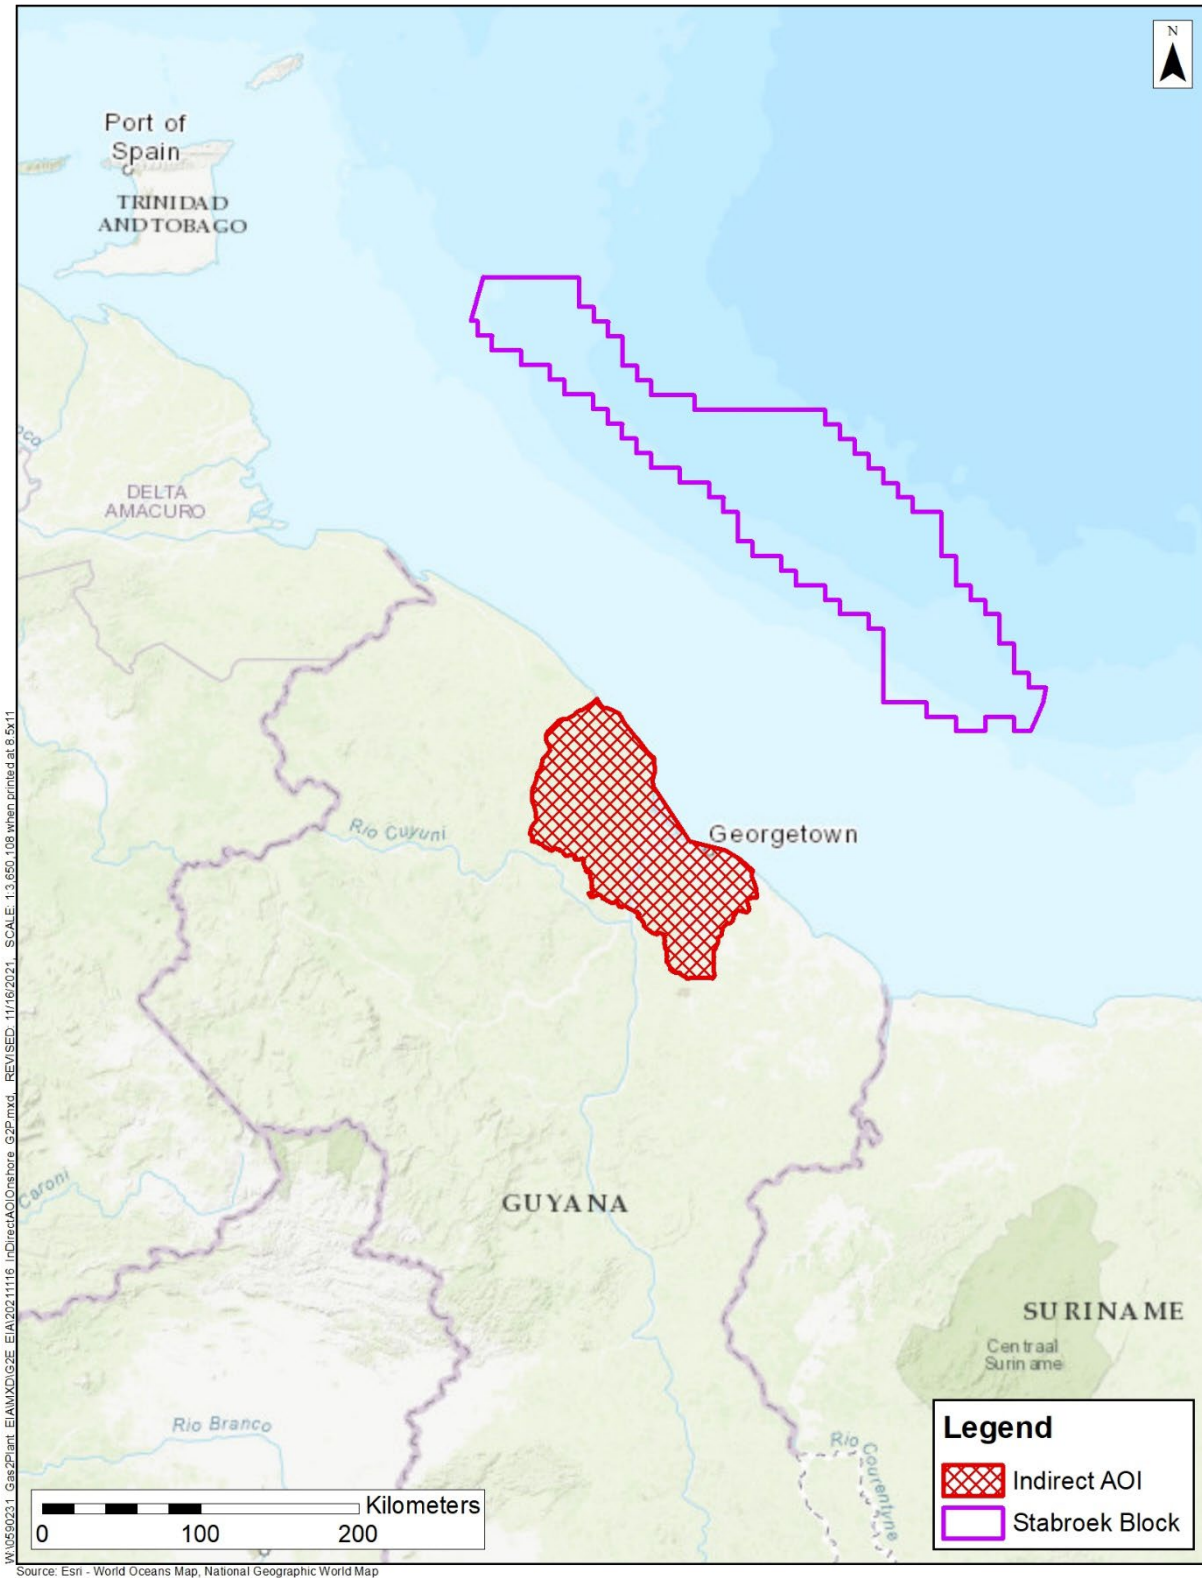 N
Port of
Spain
TRINIDAD
AND TOBAGO
DELTA
AMACURO
Rio Cuyuni
Georgetown
Caroni
GUYANA
SURINAME
Centraal
Suriname
Rio Branco
Rio Courentyne
Legend
Indirect AOI
Stabroek Block
Kilometers
0 100 200
W:\0590231 Gas2Plant EIA\MXD\G2E EIA\20211116 InDirectAOIOnshore G2P.mxd, REVISED: 11/16/2021, SCALE: 1:3,650,108 when printed at 8.5x11
Source: Esri - World Oceans Map, National Geographic World Map